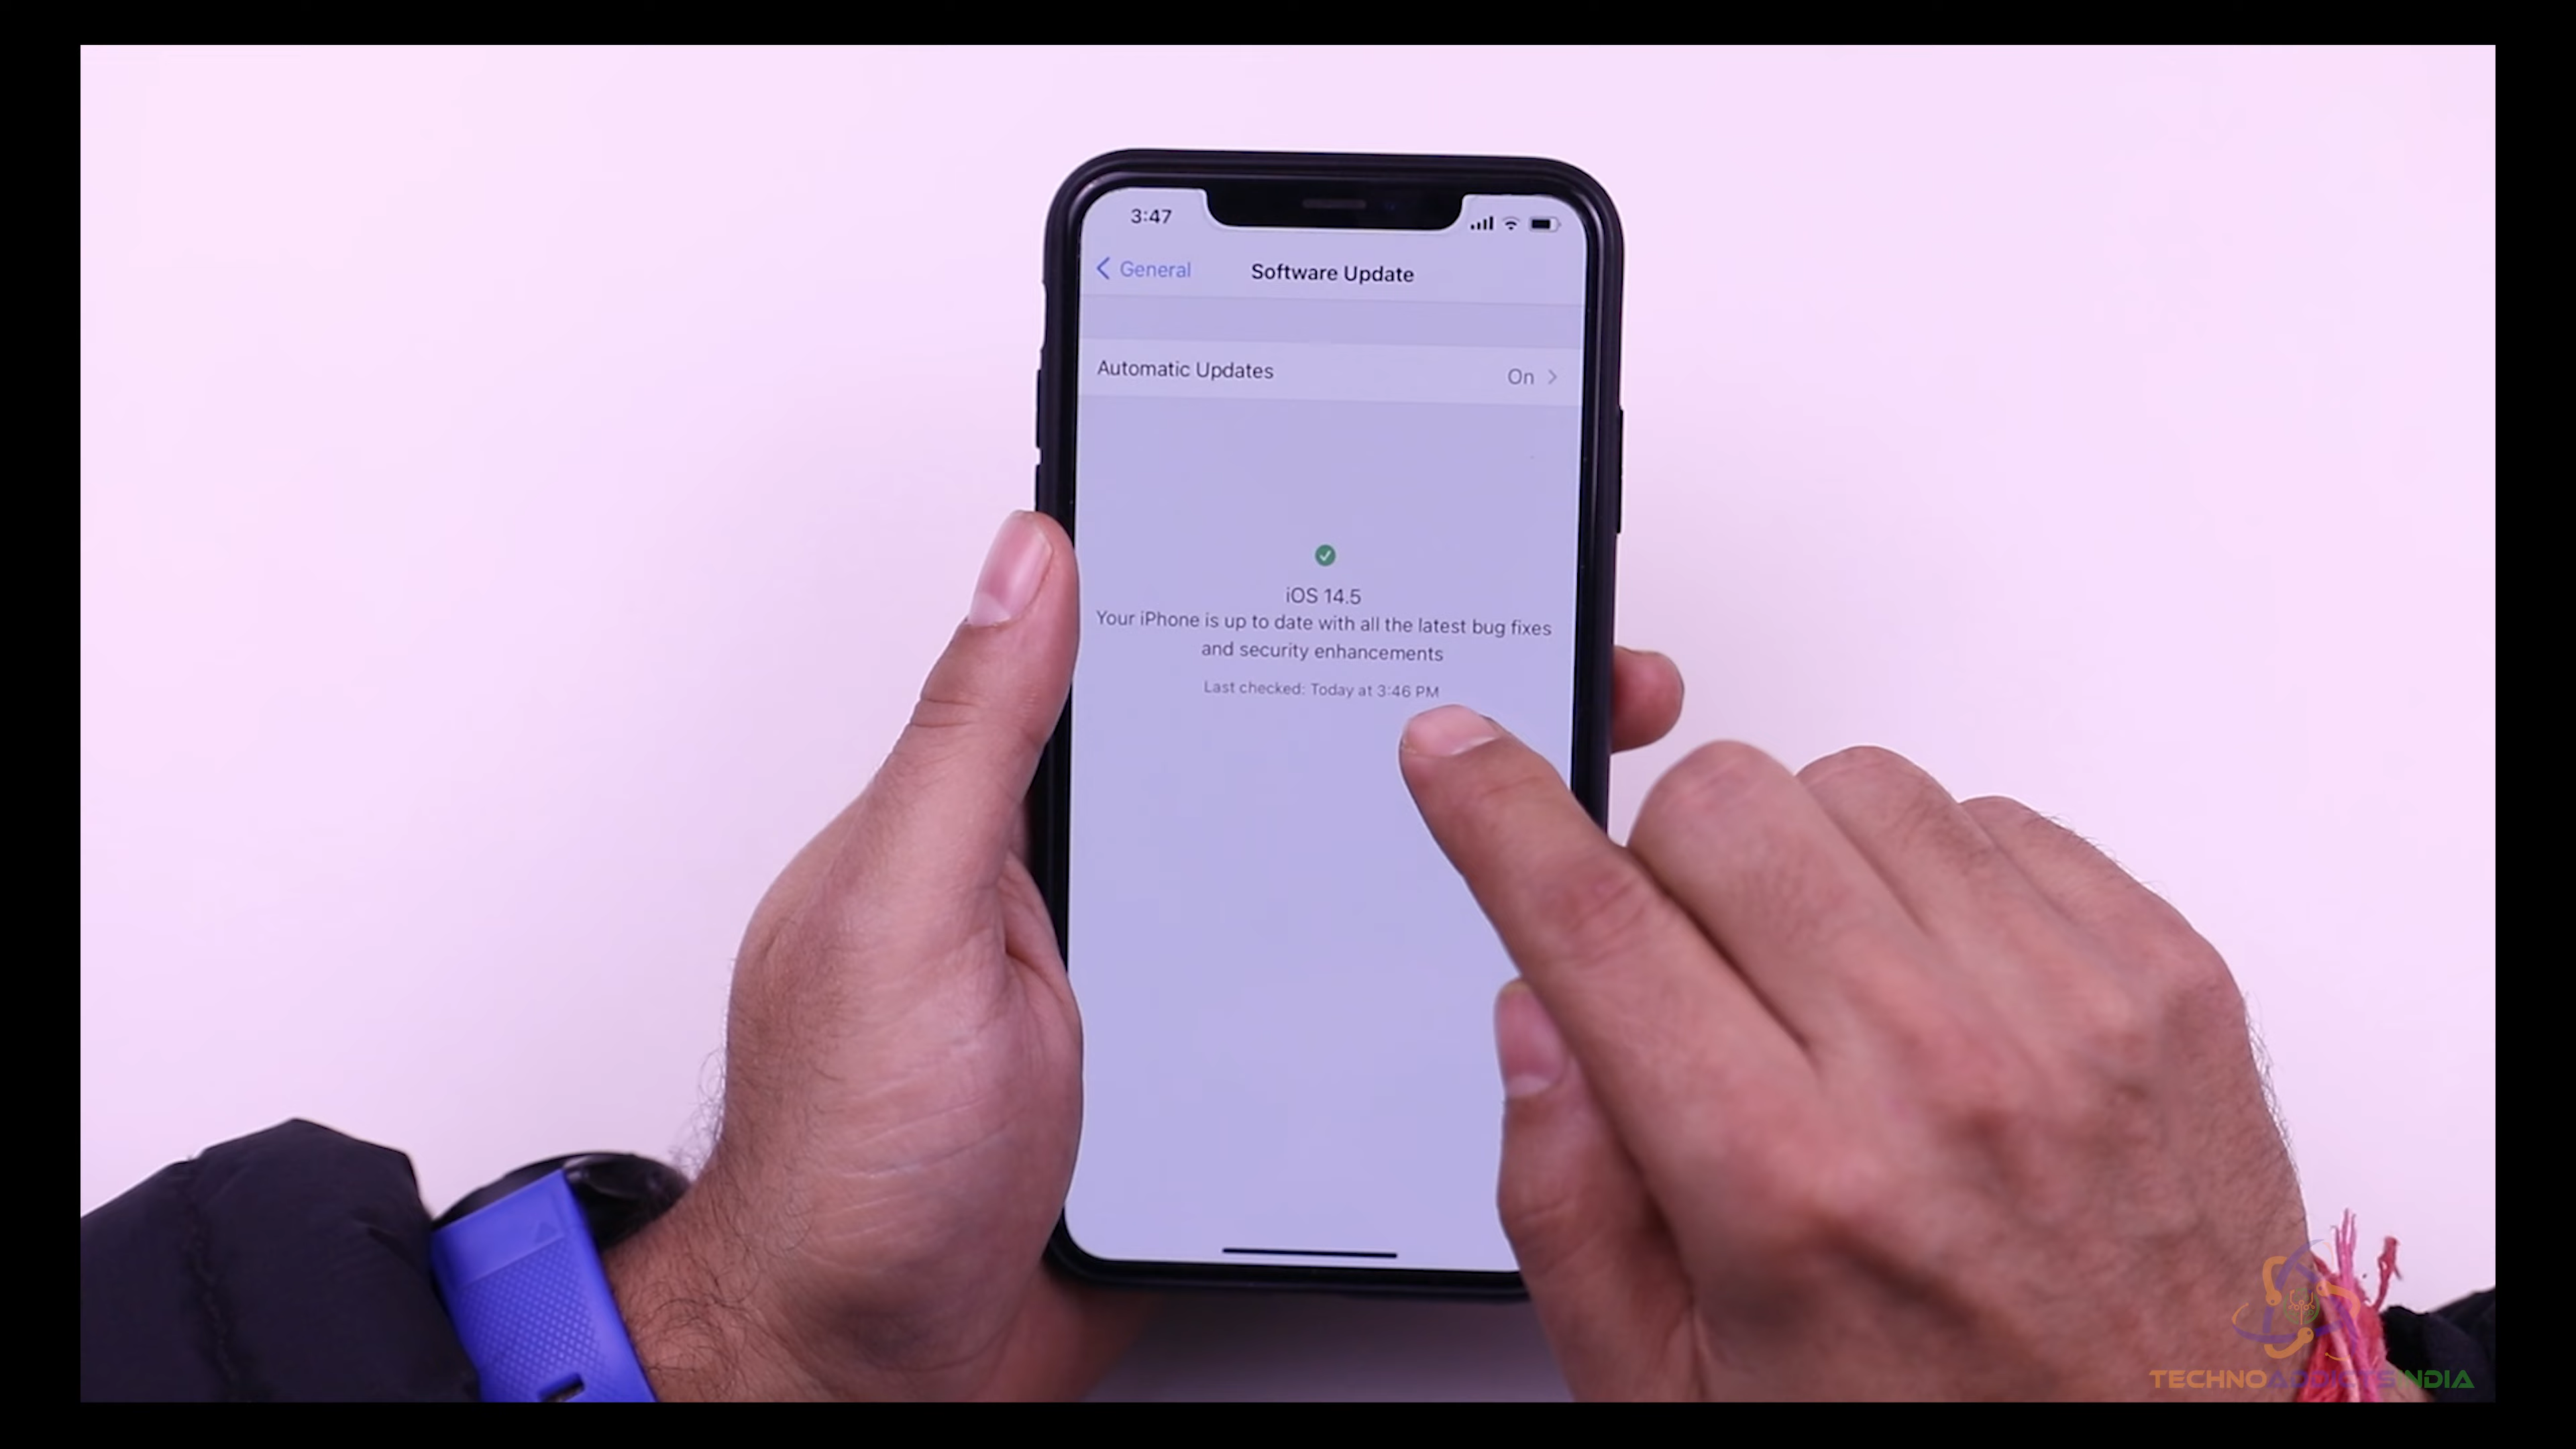 3:47
General
Software Update
Automatic Updates
On
iOS 14.5
Your iPhone is up to date with all the latest bug fixes
and security enhancements
Last checked: Today at 3:46 PM
TECHNOADDICTSINDIA